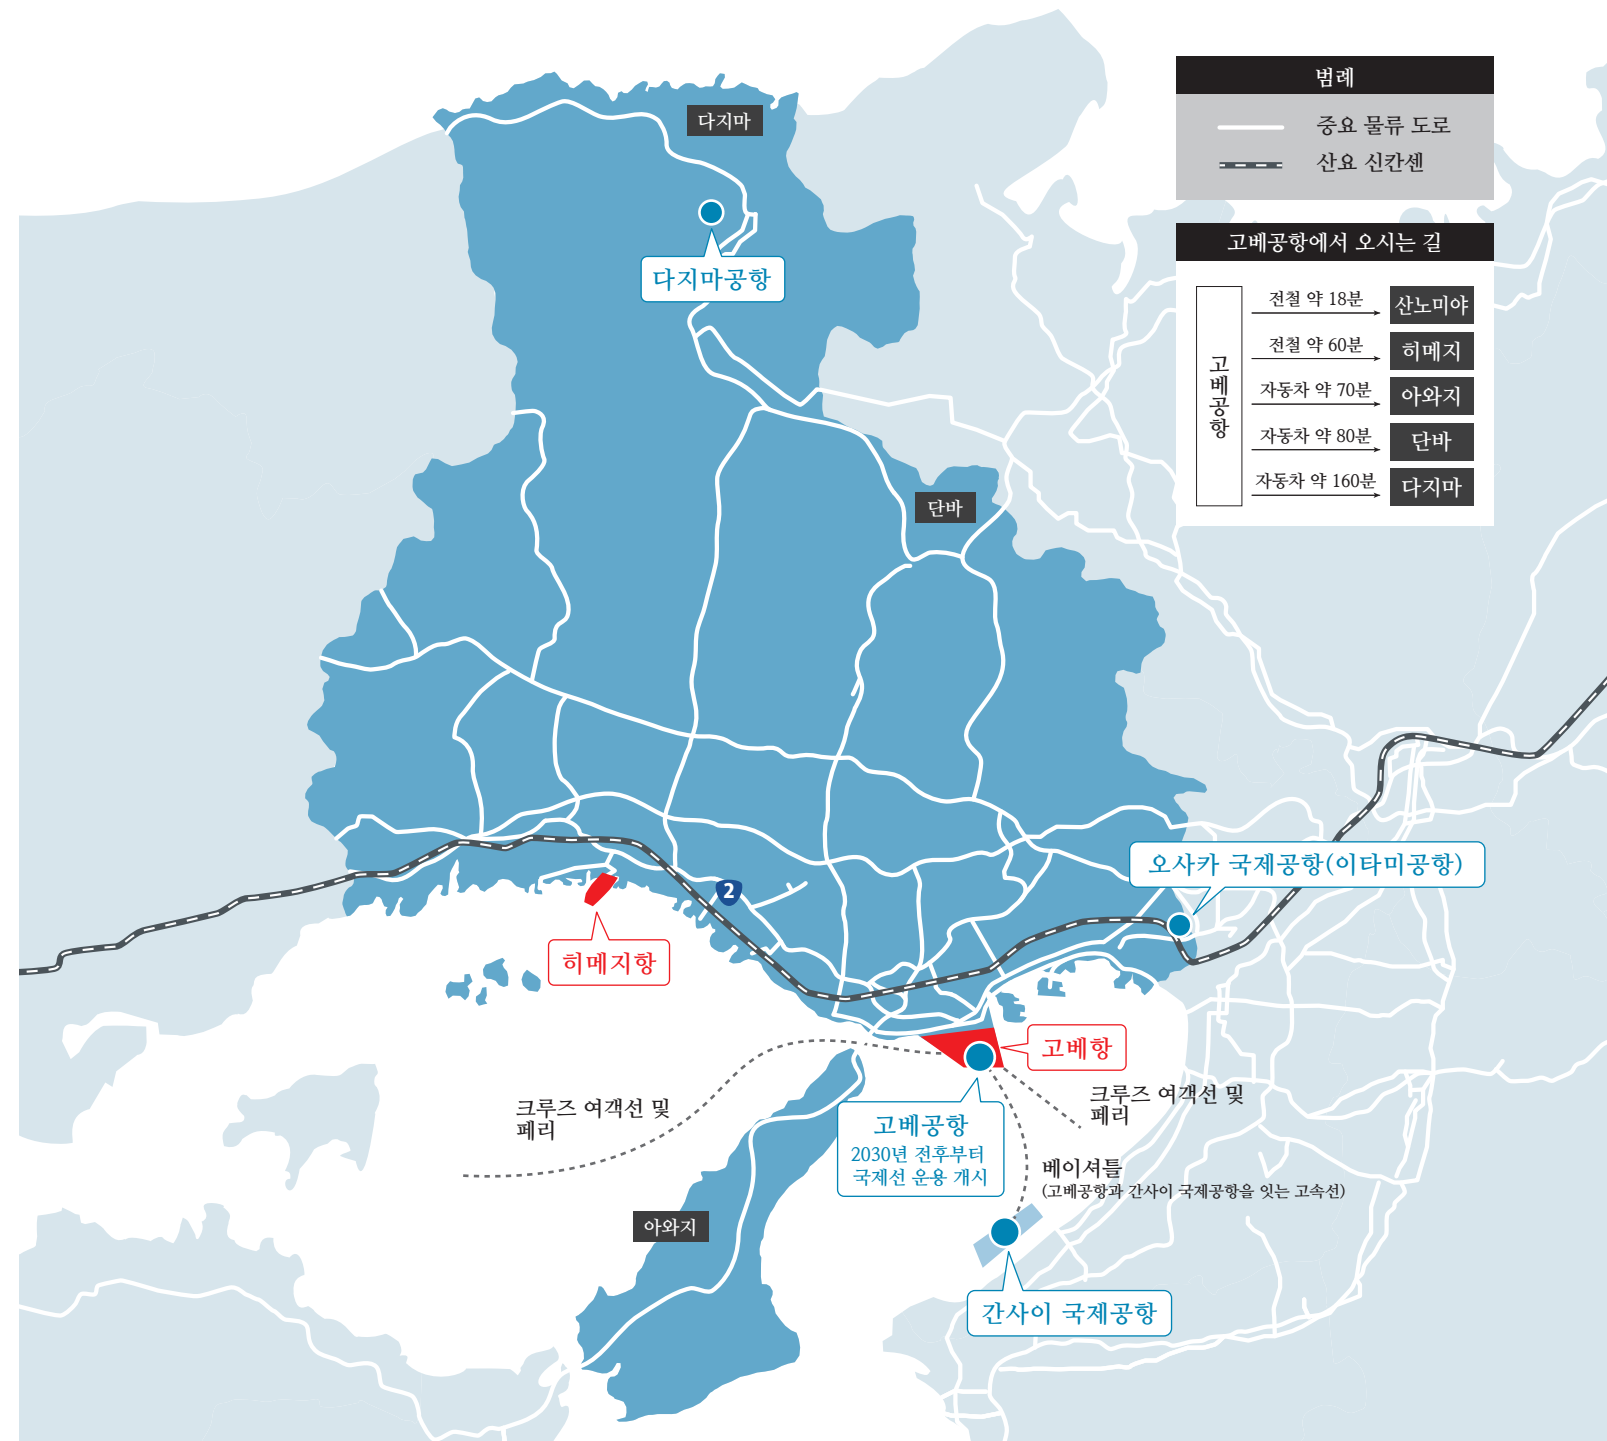 범례
중요 물류 도로
산요 신칸센
고베공항에서 오시는 길
고베공항
전철 약 18분
산노미야
전철 약 60분
히메지
자동차 약 70분
아와지
자동차 약 80분
단바
자동차 약 160분
다지마
다지마
다지마공항
단바
오사카 국제공항(이타미공항)
2
히메지항
고베항
크루즈 여객선 및
페리
크루즈 여객선 및
페리
고베공항
2030년 전후부터
국제선 운용 개시
베이셔틀
(고베공항과 간사이 국제공항을 잇는 고속선)
아와지
간사이 국제공항